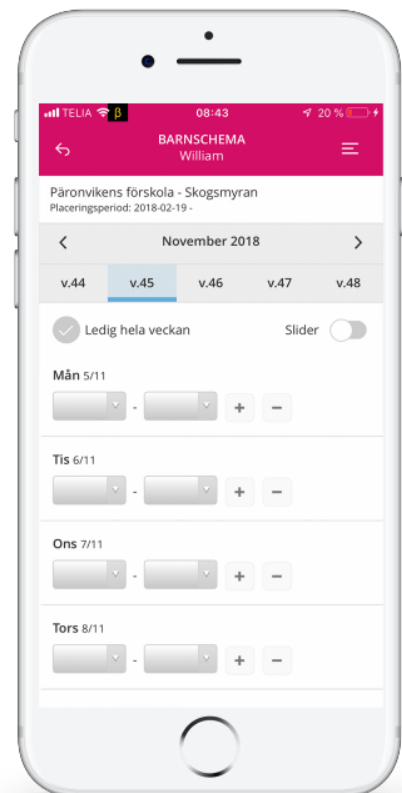 TELIA β 08:43 20 %
BARNSCHEMA
William
Päronvikens förskola - Skogsmyran
Placeringsperiod: 2018-02-19 -
November 2018
v.44 v.45 v.46 v.47 v.48
Ledig hela veckan Slider
Mån 5/11
- + −
Tis 6/11
- + −
Ons 7/11
- + −
Tors 8/11
- + −